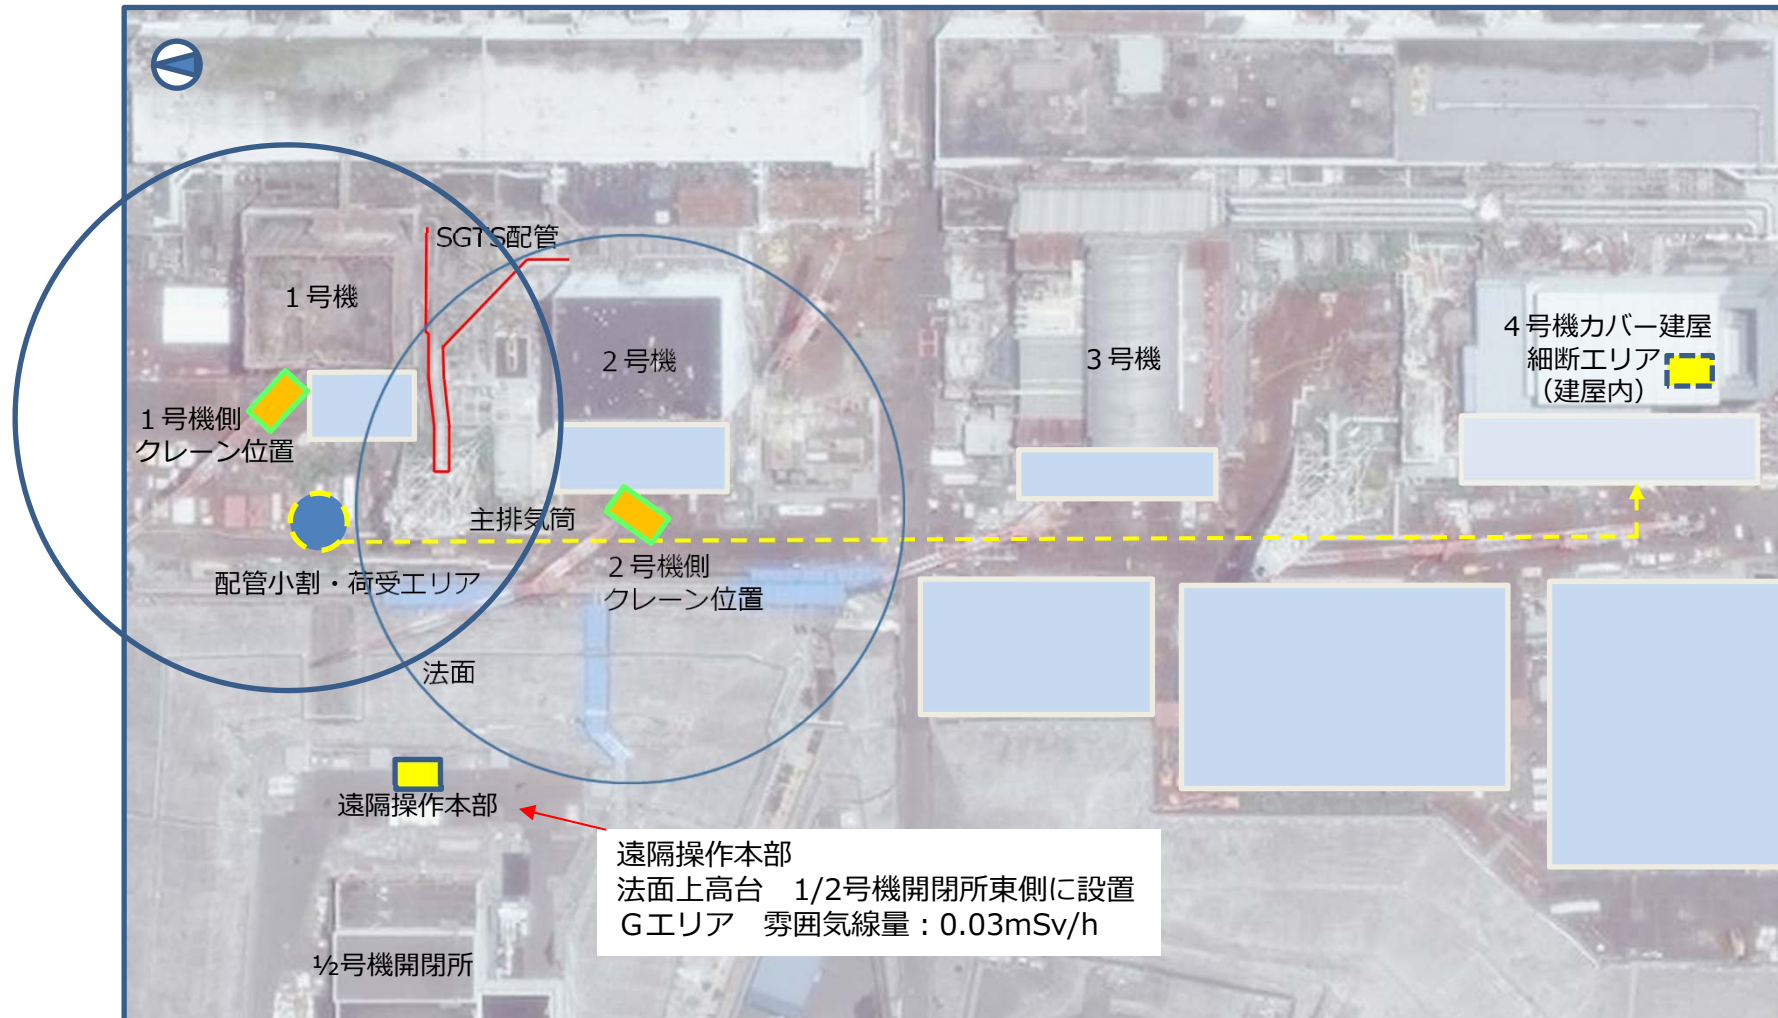 SGTS配管
１号機
２号機
３号機
４号機カバー建屋
細断エリア
（建屋内）
１号機側
クレーン位置
主排気筒
２号機側
クレーン位置
配管小割・荷受エリア
法面
遠隔操作本部
遠隔操作本部
法面上高台　1/2号機開閉所東側に設置
Ｇエリア　雰囲気線量：0.03mSv/h
½号機開閉所